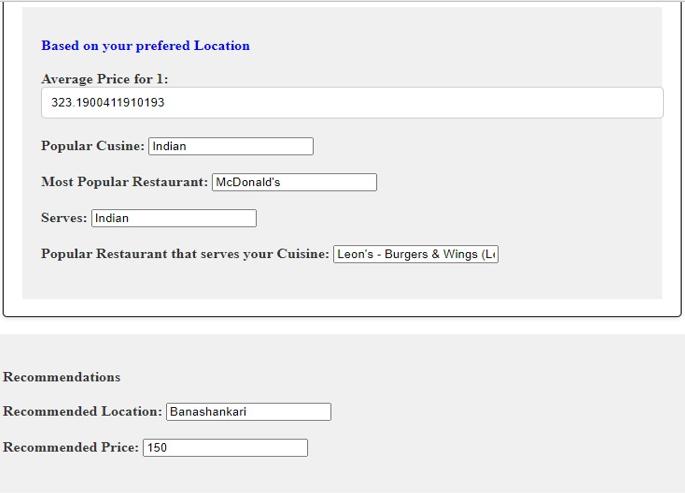 Based on your prefered Location
Average Price for 1:
323.1900411910193
Popular Cusine: Indian
Most Popular Restaurant: McDonald's
Serves: Indian
Popular Restaurant that serves your Cuisine: Leon's - Burgers & Wings (Le
Recommendations
Recommended Location: Banashankari
Recommended Price: 150